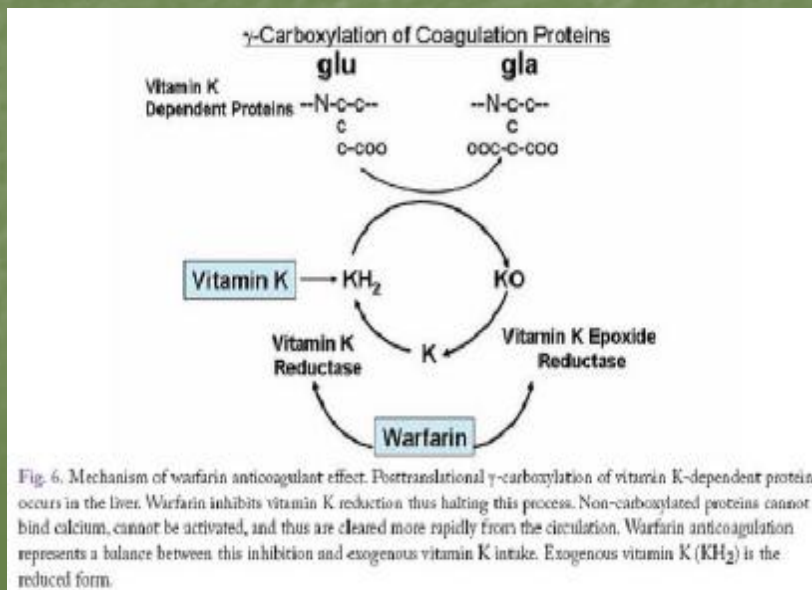 γ-Carboxylation of Coagulation Proteins
glu gla
Vitamin K
Dependent Proteins --N-c-c-- --N-c-c--
c c
c-coo ooc-c-coo
Vitamin K KH2 KO
Vitamin K
Reductase K Vitamin K Epoxide
Reductase
Warfarin
Fig. 6. Mechanism of warfarin anticoagulant effect. Posttranslational γ-carboxylation of vitamin K-dependent protein
occurs in the liver. Warfarin inhibits vitamin K reduction thus halting this process. Non-carboxylated proteins cannot
bind calcium, cannot be activated, and thus are cleared more rapidly from the circulation. Warfarin anticoagulation
represents a balance between this inhibition and exogenous vitamin K intake. Exogenous vitamin K (KH2) is the
reduced form.